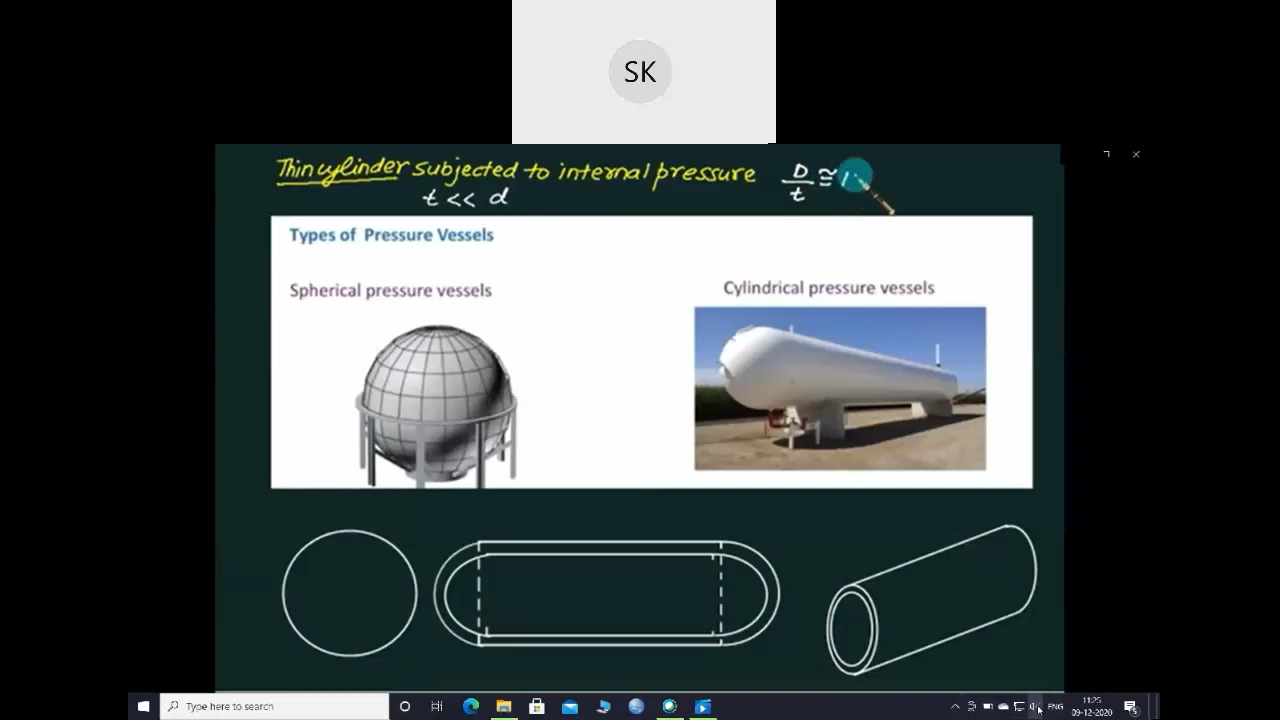 SK
Thin cylinder subjected to internal pressure
D
t ≅
t << d
Types of Pressure Vessels
Spherical pressure vessels
Cylindrical pressure vessels
Type here to search
ENG
11:25
09-12-2020